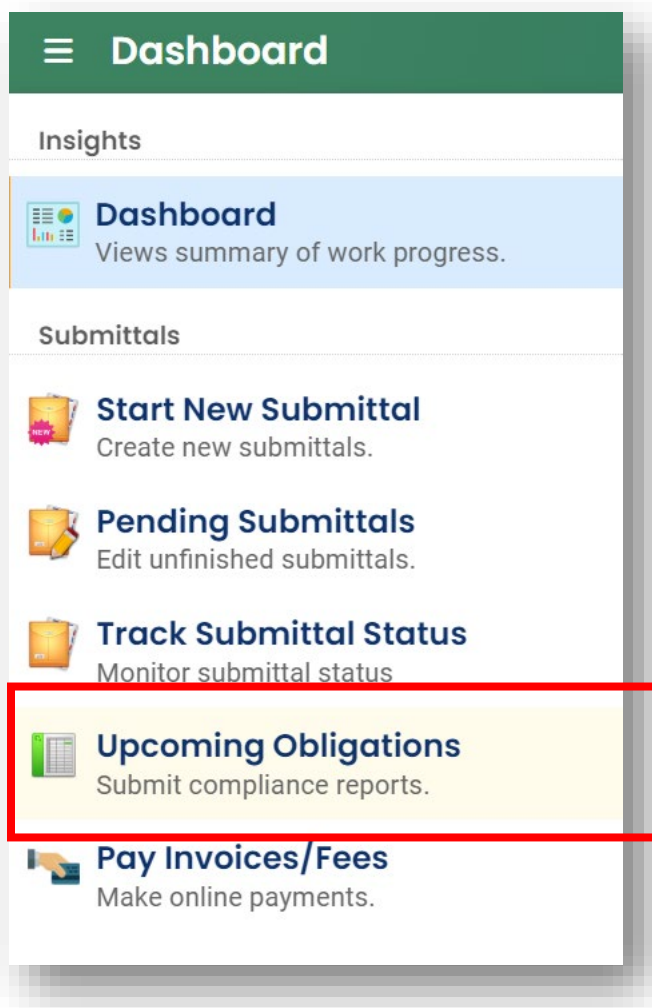 Dashboard
Insights
Dashboard
Views summary of work progress.
Submittals
NEW
Start New Submittal
Create new submittals.
Pending Submittals
Edit unfinished submittals.
Track Submittal Status
Monitor submittal status
Upcoming Obligations
Submit compliance reports.
Pay Invoices/Fees
Make online payments.